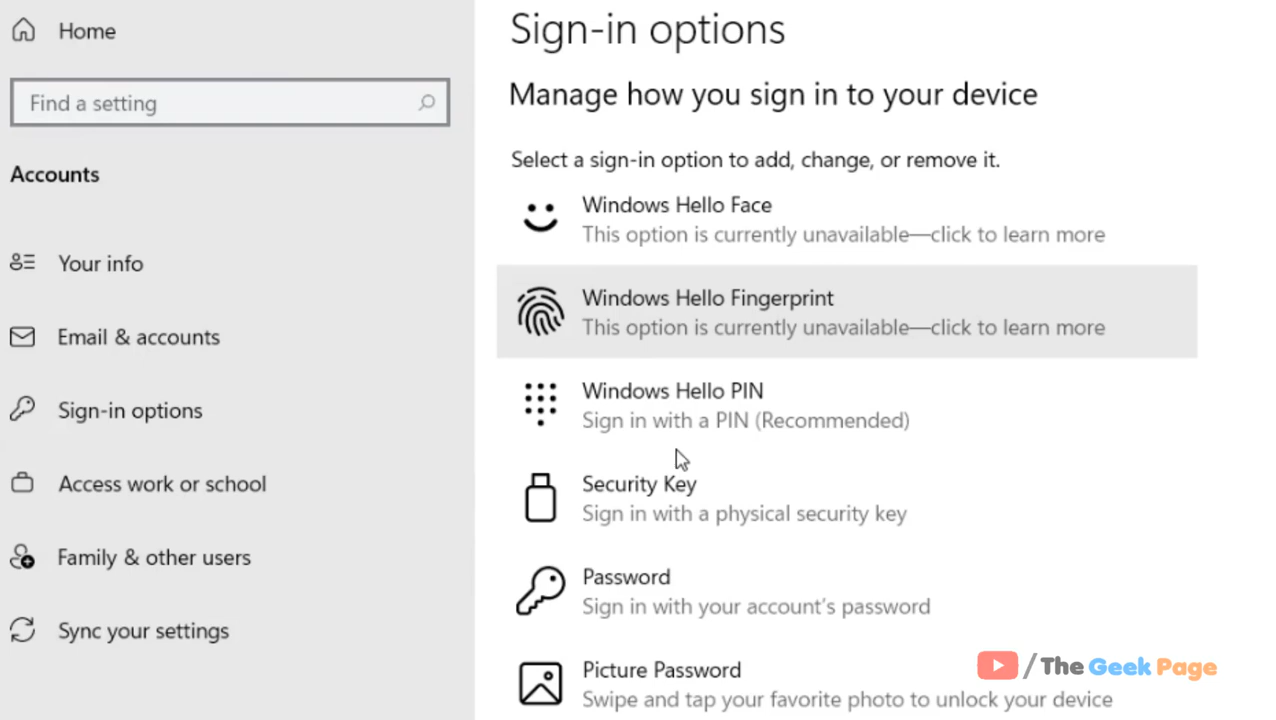 Home
Find a setting
Accounts
Your info
Email & accounts
Sign-in options
Access work or school
Family & other users
Sync your settings
Sign-in options
Manage how you sign in to your device
Select a sign-in option to add, change, or remove it.
Windows Hello Face
This option is currently unavailable—click to learn more
Windows Hello Fingerprint
This option is currently unavailable—click to learn more
Windows Hello PIN
Sign in with a PIN (Recommended)
Security Key
Sign in with a physical security key
Password
Sign in with your account's password
Picture Password
Swipe and tap your favorite photo to unlock your device
/The Geek Page